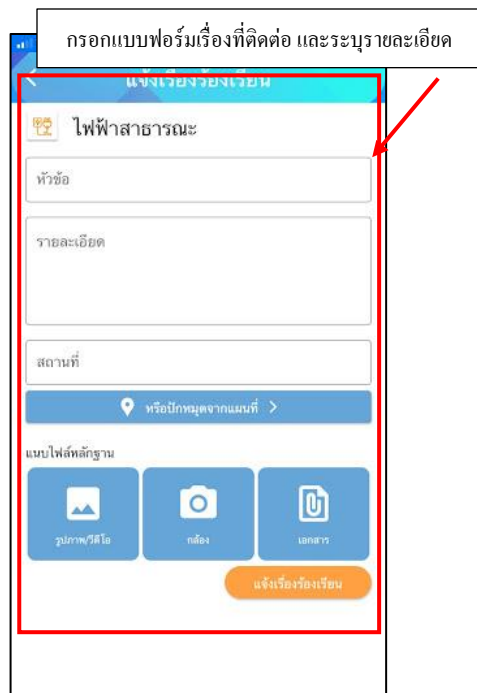 กรอกแบบฟอร์มเรื่องที่ติดต่อ และระบุรายละเอียด
แจ้งเรื่องร้องเรียน
ไฟฟ้าสาธารณะ
หัวข้อ
รายละเอียด
สถานที่
หรือปักหมุดจากแผนที่
แนบไฟล์หลักฐาน
รูปภาพ/วีดีโอ
กล้อง
เอกสาร
แจ้งเรื่องร้องเรียน